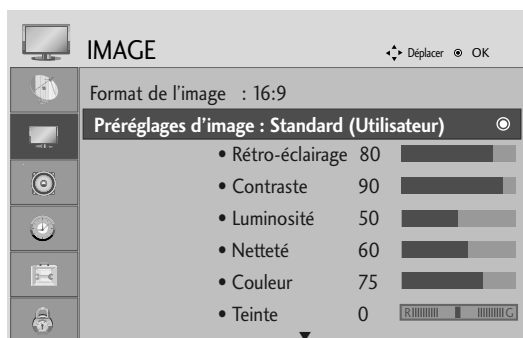 IMAGE
Déplacer OK
Format de l'image : 16:9
Préréglages d'image : Standard (Utilisateur)
• Rétro-éclairage 80
• Contraste 90
• Luminosité 50
• Netteté 60
• Couleur 75
• Teinte 0 R G